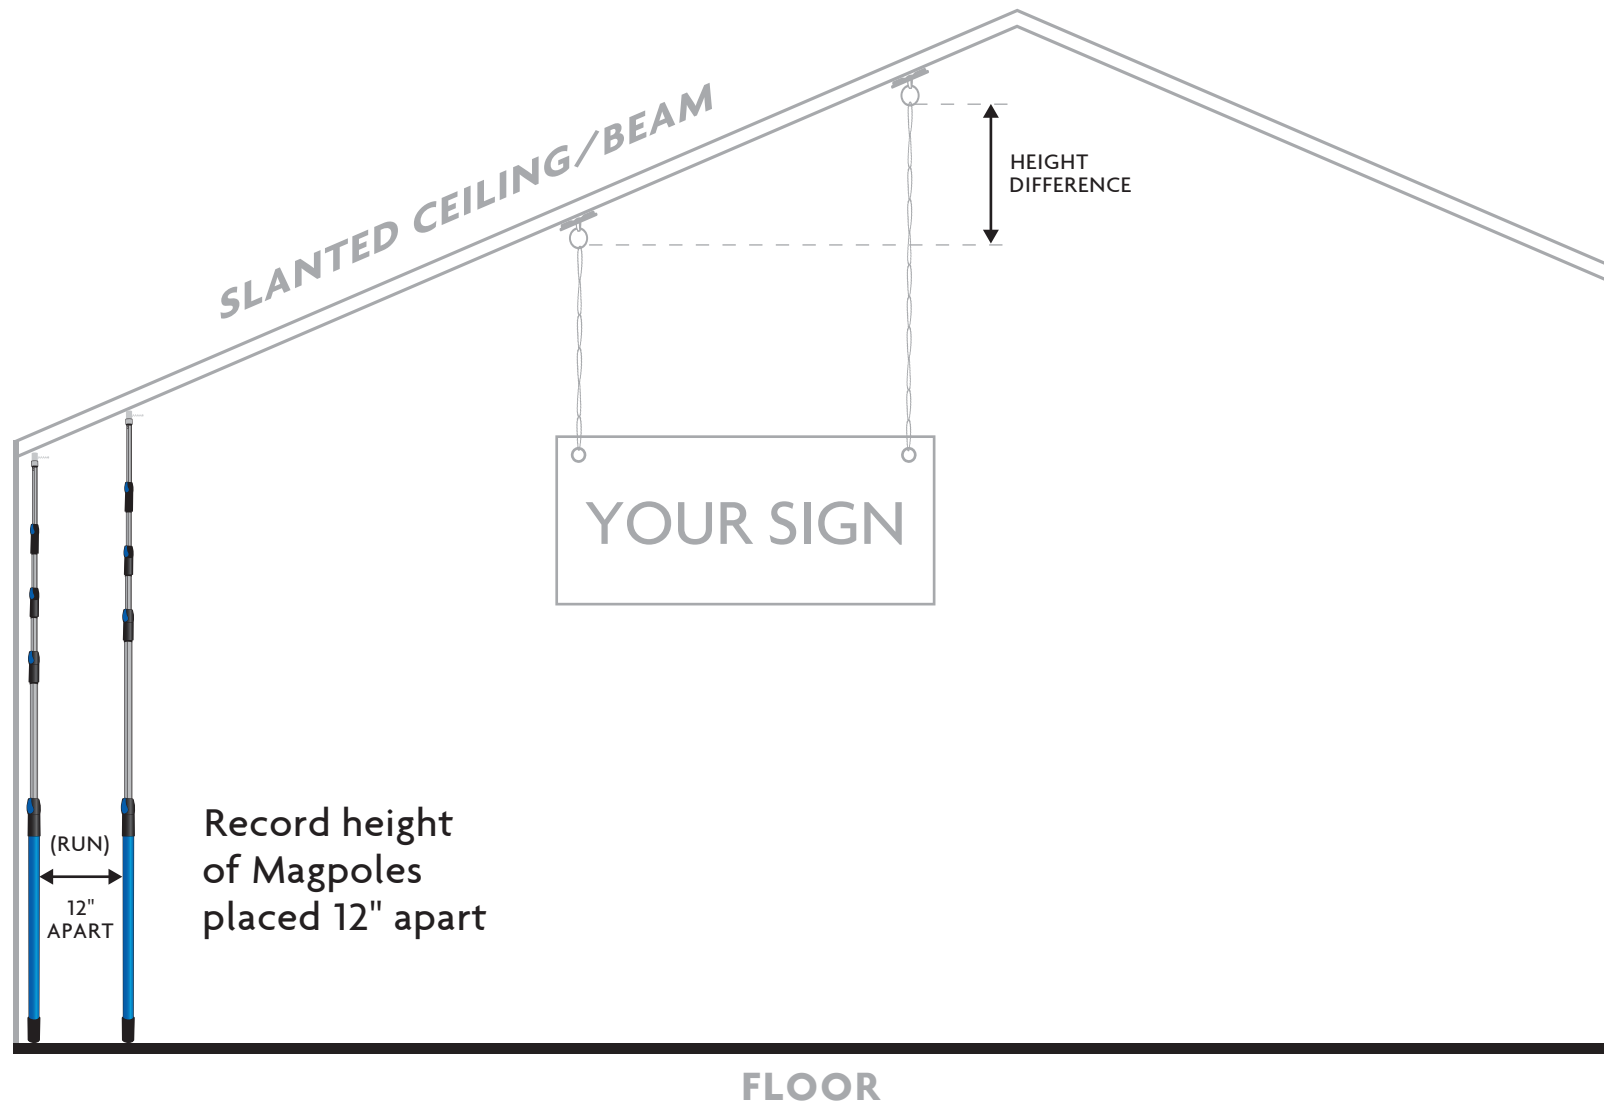 SLANTED CEILING/BEAM
HEIGHT
DIFFERENCE
YOUR SIGN
Record height
of Magpoles
placed 12" apart
(RUN)
12"
APART
FLOOR